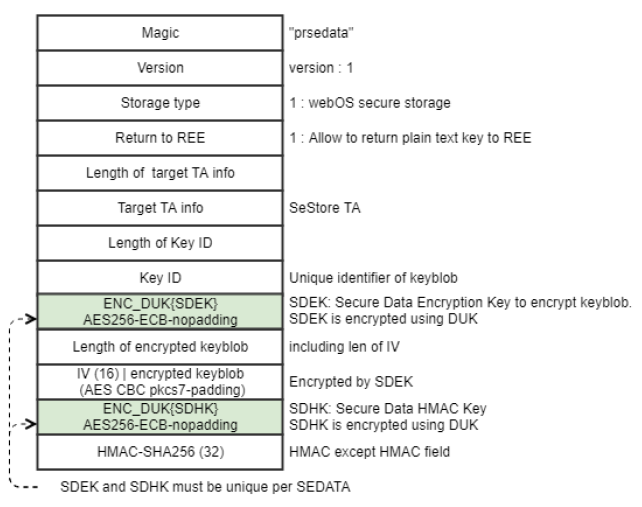 Magic "prsedata"
Version version : 1
Storage type 1 : webOS secure storage
Return to REE 1 : Allow to return plain text key to REE
Length of target TA info
Target TA info SeStore TA
Length of Key ID
Key ID Unique identifier of keyblob
ENC_DUK{SDEK} SDEK: Secure Data Encryption Key to encrypt keyblob.
AES256-ECB-nopadding SDEK is encrypted using DUK
Length of encrypted keyblob including len of IV
IV (16) | encrypted keyblob
(AES CBC pkcs7-padding) Encrypted by SDEK
ENC_DUK{SDHK} SDHK: Secure Data HMAC Key
AES256-ECB-nopadding SDHK is encrypted using DUK
HMAC-SHA256 (32) HMAC except HMAC field
SDEK and SDHK must be unique per SEDATA